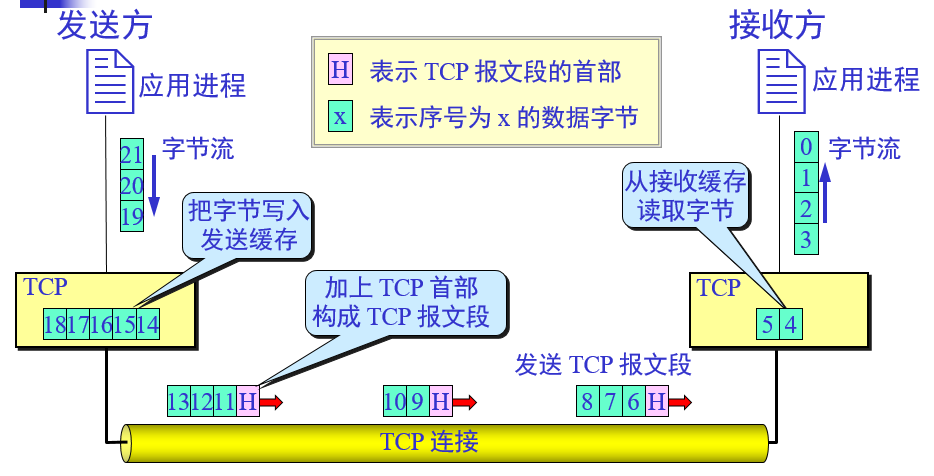 发送方
接收方
应用进程
H 表示 TCP 报文段的首部
x 表示序号为 x 的数据字节
应用进程
21
20
19
字节流
0
1
2
3
字节流
把字节写入
发送缓存
从接收缓存
读取字节
TCP
18 17 16 15 14
加上 TCP 首部
构成 TCP 报文段
TCP
5 4
发送 TCP 报文段
13 12 11 H
10 9 H
8 7 6 H
TCP 连接